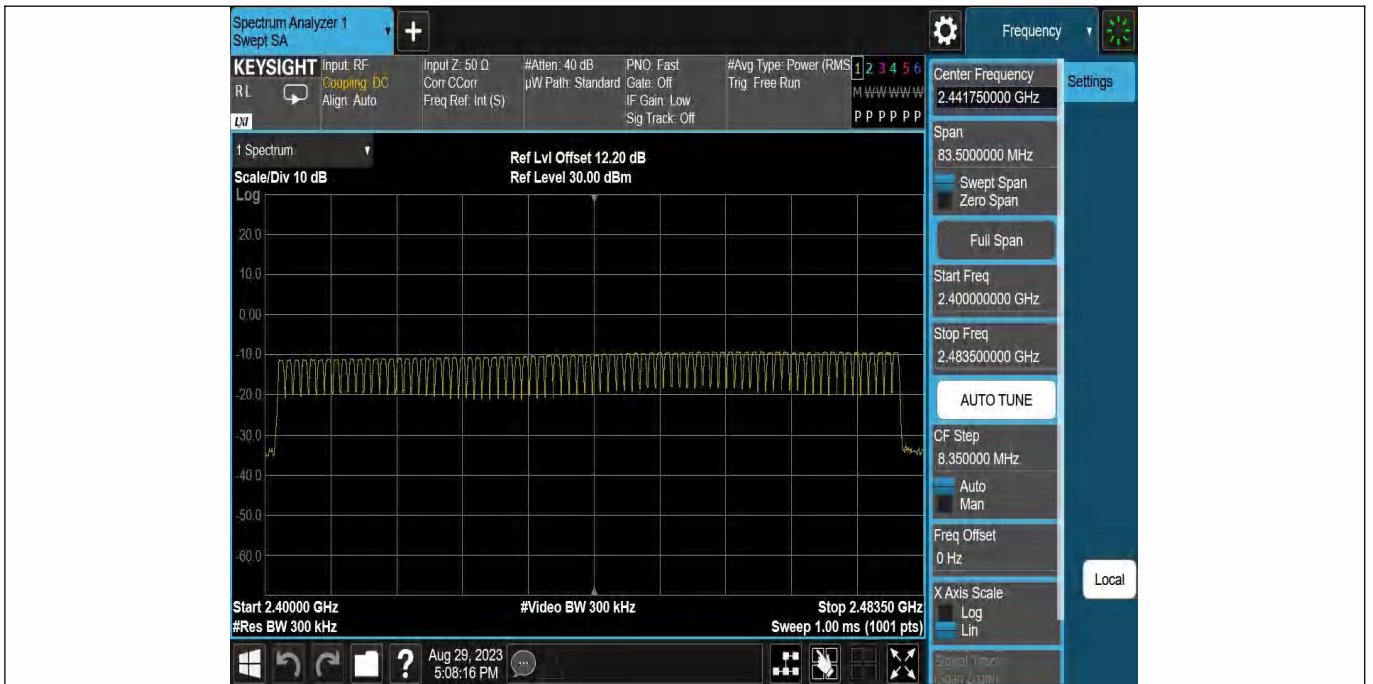 Spectrum Analyzer 1
Swept SA
+
Frequency
KEYSIGHT
RL
LXI
Input: RF
Coupling: DC
Align: Auto
Input Z: 50 Ω
Corr CCorr
Freq Ref: Int (S)
#Atten: 40 dB
µW Path: Standard
PNO: Fast
Gate: Off
IF Gain: Low
Sig Track: Off
#Avg Type: Power (RMS
Trig: Free Run
1 2 3 4 5 6
M W W W W W
P P P P P P
Center Frequency
2.441750000 GHz
Settings
Span
83.5000000 MHz
Swept Span
Zero Span
Full Span
Start Freq
2.400000000 GHz
Stop Freq
2.483500000 GHz
AUTO TUNE
CF Step
8.350000 MHz
Auto
Man
Freq Offset
0 Hz
X Axis Scale
Log
Lin
Signal Track
(Span Zoom)
Local
1 Spectrum
Scale/Div 10 dB
Ref Lvl Offset 12.20 dB
Ref Level 30.00 dBm
Log
20.0
10.0
0.00
-10.0
-20.0
-30.0
-40.0
-50.0
-60.0
Start 2.40000 GHz
#Video BW 300 kHz
Stop 2.48350 GHz
#Res BW 300 kHz
Sweep 1.00 ms (1001 pts)
?
Aug 29, 2023
5:08:16 PM